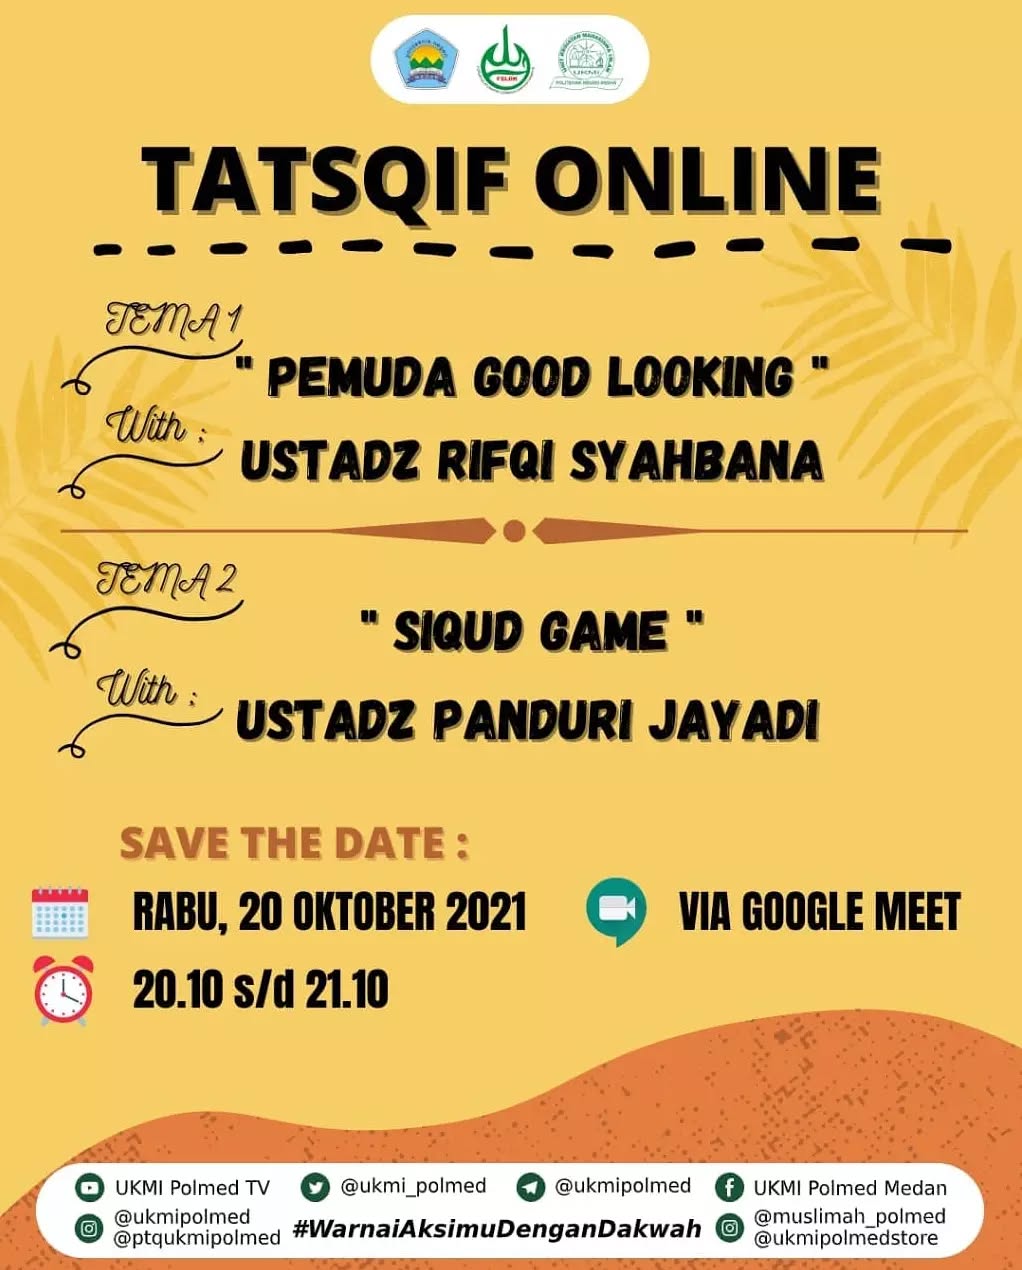 FSLDK
UKMI
TATSQIF ONLINE
TEMA 1
" PEMUDA GOOD LOOKING "
With :
USTADZ RIFQI SYAHBANA
TEMA 2
" SIQUD GAME "
With :
USTADZ PANDURI JAYADI
SAVE THE DATE :
RABU, 20 OKTOBER 2021
VIA GOOGLE MEET
20.10 s/d 21.10
UKMI Polmed TV
@ukmi_polmed
@ukmipolmed
UKMI Polmed Medan
@ukmipolmed
@ptqukmipolmed
#WarnaiAksimuDenganDakwah
@muslimah_polmed
@ukmipolmedstore